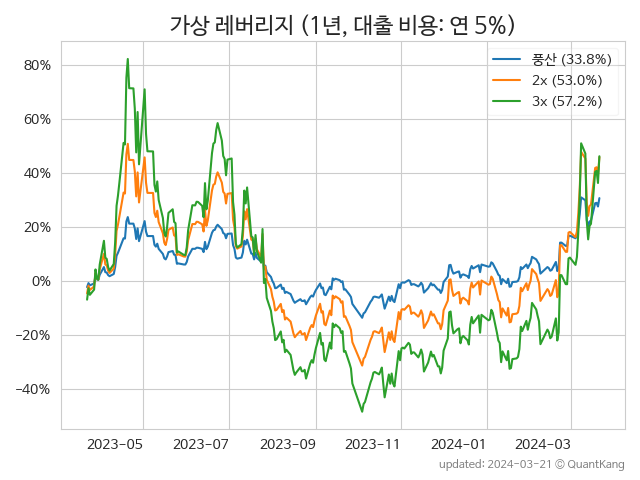 가상 레버리지 (1년, 대출 비용: 연 5%)
풍산 (33.8%)
2x (53.0%)
3x (57.2%)
80%
60%
40%
20%
0%
−20%
−40%
2023-05
2023-07
2023-09
2023-11
2024-01
2024-03
updated: 2024-03-21 © QuantKang